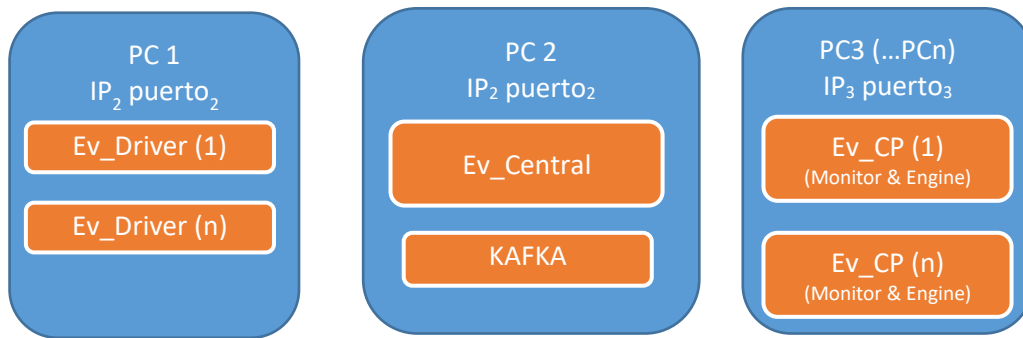 PC 1
IP₂ puerto₂
Ev_Driver (1)
Ev_Driver (n)
PC 2
IP₂ puerto₂
Ev_Central
KAFKA
PC3 (...PCn)
IP₃ puerto₃
Ev_CP (1)
(Monitor & Engine)
Ev_CP (n)
(Monitor & Engine)